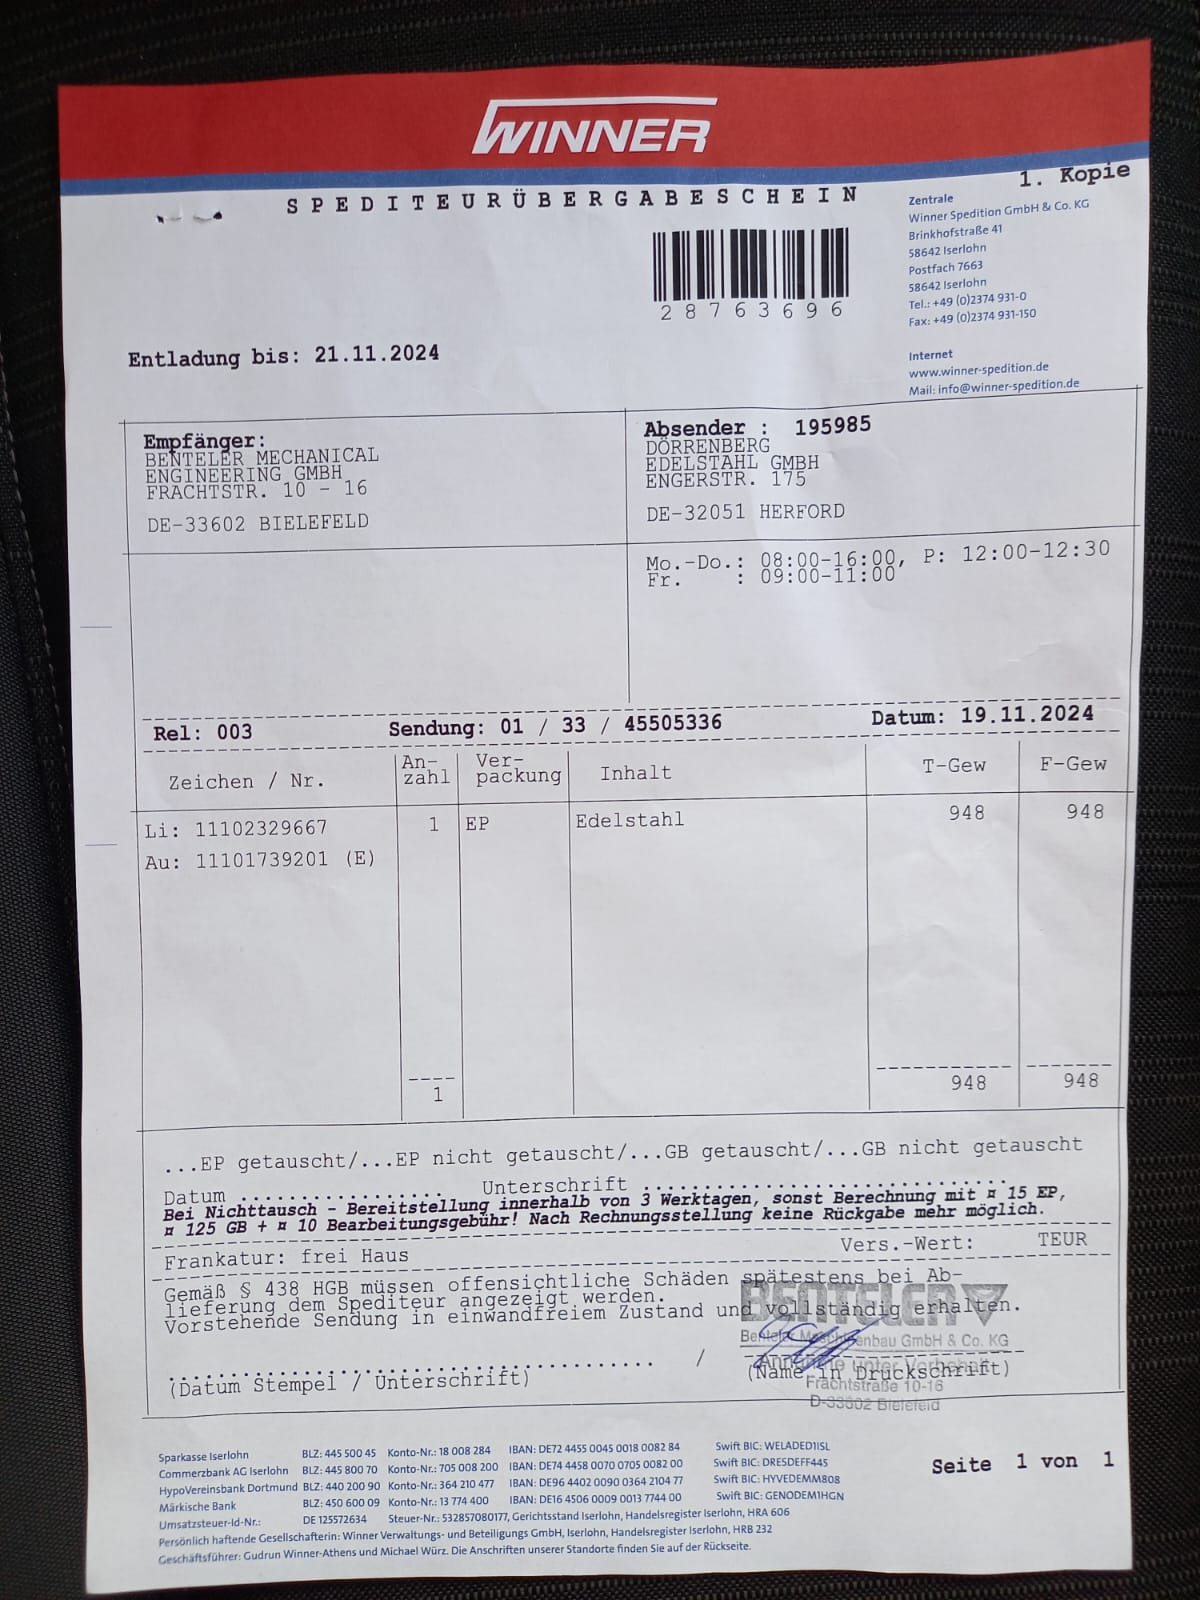 WINNER
1. Kopie
SPEDITEURÜBERGABESCHEIN
Zentrale
Winner Spedition GmbH & Co. KG
Brinkhofstraße 41
58642 Iserlohn
Postfach 7663
58642 Iserlohn
Tel.: +49 (0)2374 931-0
Fax: +49 (0)2374 931-150
28763696
Internet
www.winner-spedition.de
Mail: info@winner-spedition.de
Entladung bis: 21.11.2024
Empfänger:
BENTELER MECHANICAL
ENGINEERING GMBH
FRACHTSTR. 10 - 16
DE-33602 BIELEFELD
Absender : 195985
DÖRRENBERG
EDELSTAHL GMBH
ENGERSTR. 175
DE-32051 HERFORD
Mo.-Do.: 08:00-16:00, P: 12:00-12:30
Fr. : 09:00-11:00
Rel: 003 Sendung: 01 / 33 / 45505336 Datum: 19.11.2024
Zeichen / Nr. An-zahl Ver-packung Inhalt T-Gew F-Gew
Li: 11102329667 1 EP Edelstahl 948 948
Au: 11101739201 (E)
1 948 948
...EP getauscht/...EP nicht getauscht/...GB getauscht/...GB nicht getauscht
Datum .................. Unterschrift ................................
Bei Nichttausch - Bereitstellung innerhalb von 3 Werktagen, sonst Berechnung mit ¤ 15 EP,
¤ 125 GB + ¤ 10 Bearbeitungsgebühr! Nach Rechnungsstellung keine Rückgabe mehr möglich.
Frankatur: frei Haus Vers.-Wert: TEUR
Gemäß § 438 HGB müssen offensichtliche Schäden spätestens bei Ab-
lieferung dem Spediteur angezeigt werden.
Vorstehende Sendung in einwandfreiem Zustand und vollständig erhalten.
BENTELER
Benteler Maschinenbau GmbH & Co. KG
Annahme unter Vorbehalt
Frachtstraße 10-16
D-33602 Bielefeld
/
(Datum Stempel / Unterschrift) (Name in Druckschrift)
Sparkasse Iserlohn BLZ: 445 500 45 Konto-Nr.: 18 008 284 IBAN: DE72 4455 0045 0018 0082 84 Swift BIC: WELADED1ISL
Commerzbank AG Iserlohn BLZ: 445 800 70 Konto-Nr.: 705 008 200 IBAN: DE74 4458 0070 0705 0082 00 Swift BIC: DRESDEFF445
HypoVereinsbank Dortmund BLZ: 440 200 90 Konto-Nr.: 364 210 477 IBAN: DE96 4402 0090 0364 2104 77 Swift BIC: HYVEDEMM808
Märkische Bank BLZ: 450 600 09 Konto-Nr.: 13 774 400 IBAN: DE16 4506 0009 0013 7744 00 Swift BIC: GENODEM1HGN
Umsatzsteuer-Id-Nr.: DE 125572634 Steuer-Nr.: 532857080177, Gerichtsstand Iserlohn, Handelsregister Iserlohn, HRA 606
Persönlich haftende Gesellschafterin: Winner Verwaltungs- und Beteiligungs GmbH, Iserlohn, Handelsregister Iserlohn, HRB 232
Geschäftsführer: Gudrun Winner-Athens und Michael Würz. Die Anschriften unserer Standorte finden Sie auf der Rückseite.
Seite 1 von 1